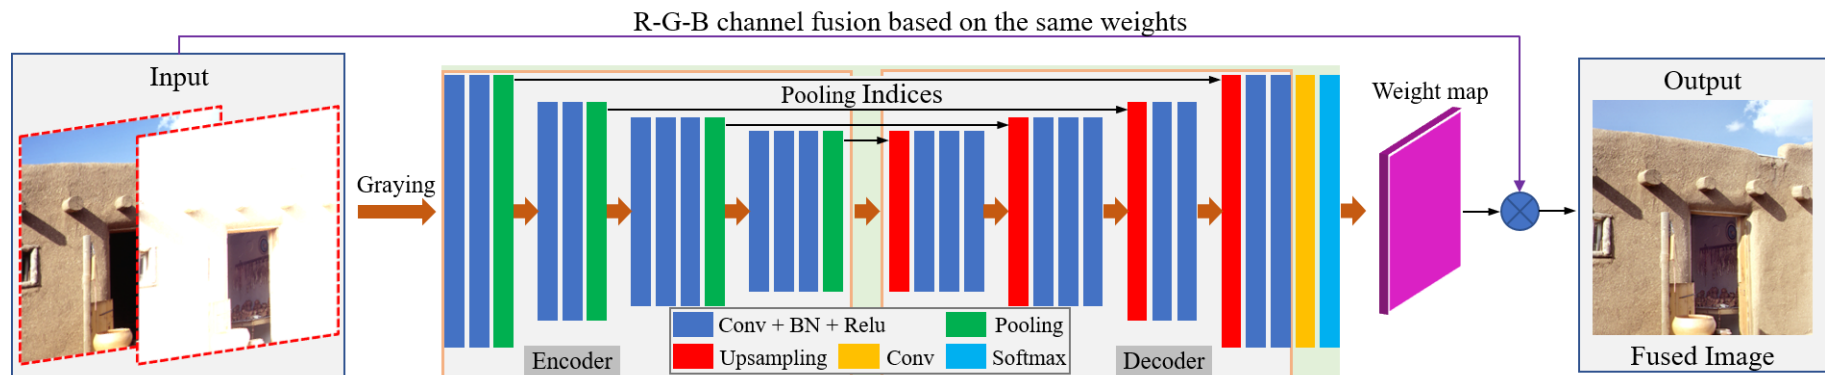 R-G-B channel fusion based on the same weights
Input
Graying
Pooling Indices
Weight map
Output
Fused Image
Conv + BN + Relu
Pooling
Upsampling
Conv
Softmax
Encoder
Decoder